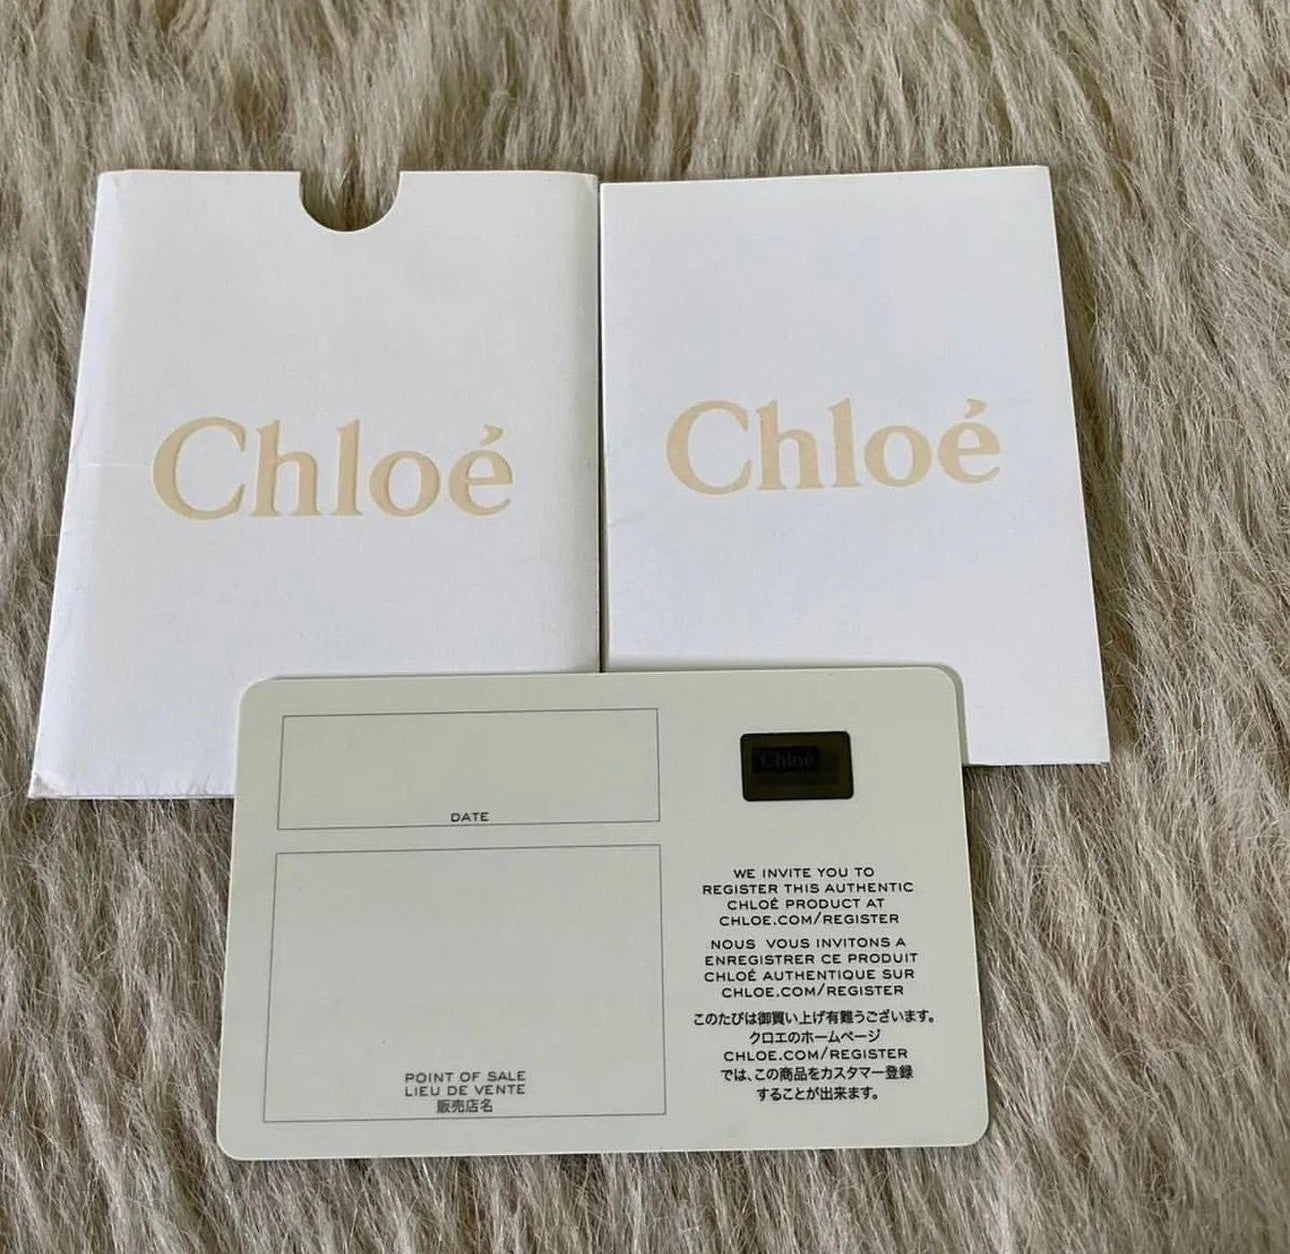 Chloé
Chloé
DATE
POINT OF SALE
LIEU DE VENTE
販売店名
Chloé
WE INVITE YOU TO
REGISTER THIS AUTHENTIC
CHLOÉ PRODUCT AT
CHLOE.COM/REGISTER
NOUS VOUS INVITONS A
ENREGISTRER CE PRODUIT
CHLOÉ AUTHENTIQUE SUR
CHLOE.COM/REGISTER
このたびは御買い上げ有難うございます。
クロエのホームページ
CHLOE.COM/REGISTER
では、この商品をカスタマー登録
することが出来ます。